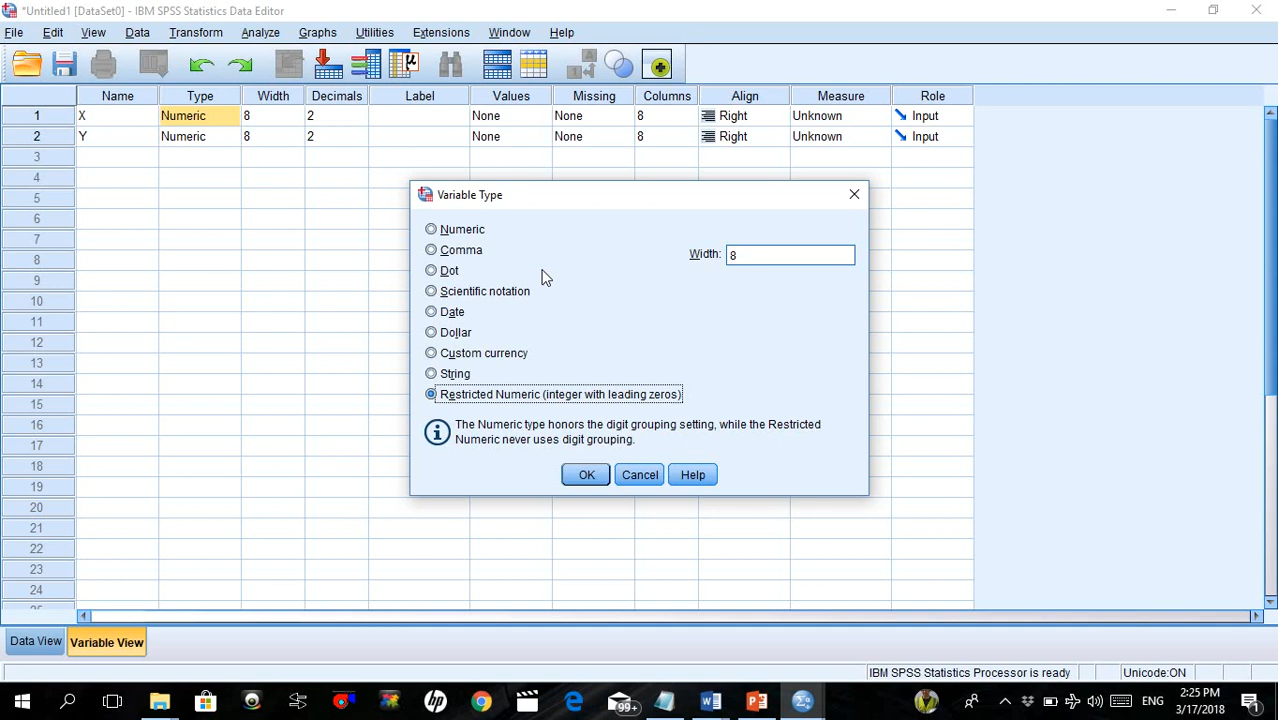 *Untitled1 [DataSet0] - IBM SPSS Statistics Data Editor
File Edit View Data Transform Analyze Graphs Utilities Extensions Window Help
Name Type Width Decimals Label Values Missing Columns Align Measure Role
1 X Numeric 8 2 None None 8 Right Unknown Input
2 Y Numeric 8 2 None None 8 Right Unknown Input
3
4
5
6
7
8
9
10
11
12
13
14
15
16
17
18
19
20
21
22
23
24
Variable Type
Numeric
Comma
Width: 8
Dot
Scientific notation
Date
Dollar
Custom currency
String
Restricted Numeric (integer with leading zeros)
The Numeric type honors the digit grouping setting, while the Restricted
Numeric never uses digit grouping.
OK Cancel Help
Data View Variable View
IBM SPSS Statistics Processor is ready Unicode:ON
99+ ENG 2:25 PM
3/17/2018